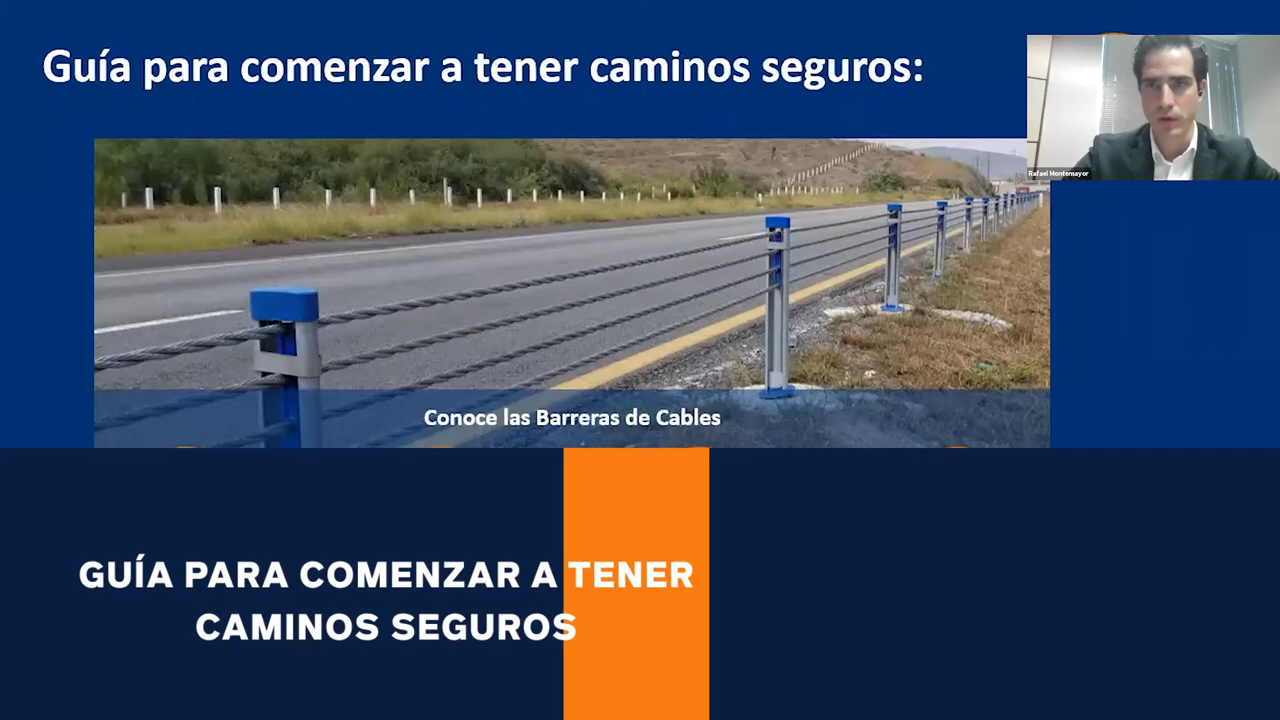 Guía para comenzar a tener caminos seguros:
Rafael Montemayor
Conoce las Barreras de Cables
GUÍA PARA COMENZAR A TENER
CAMINOS SEGUROS